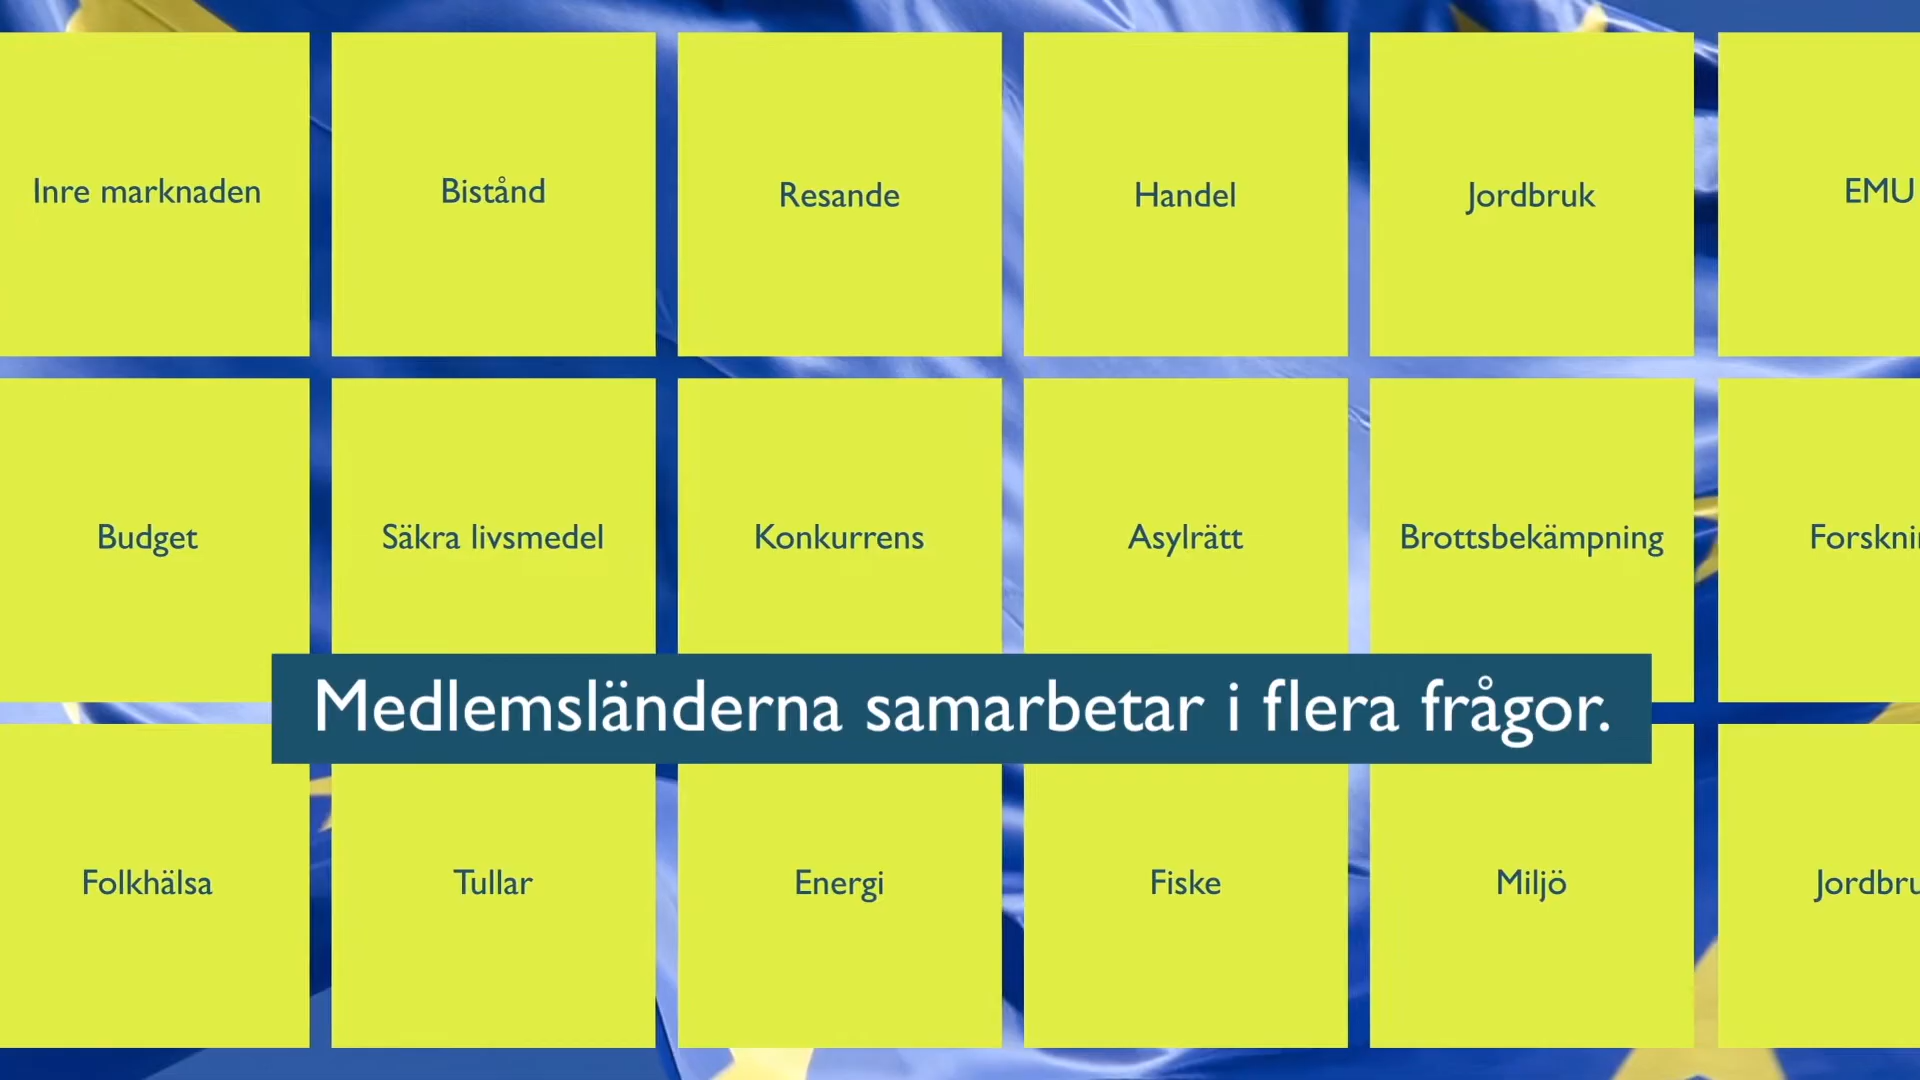 Inre marknaden
Bistånd
Resande
Handel
Jordbruk
EMU
Budget
Säkra livsmedel
Konkurrens
Asylrätt
Brottsbekämpning
Medlemsländerna samarbetar i flera frågor.
Folkhälsa
Tullar
Energi
Fiske
Miljö